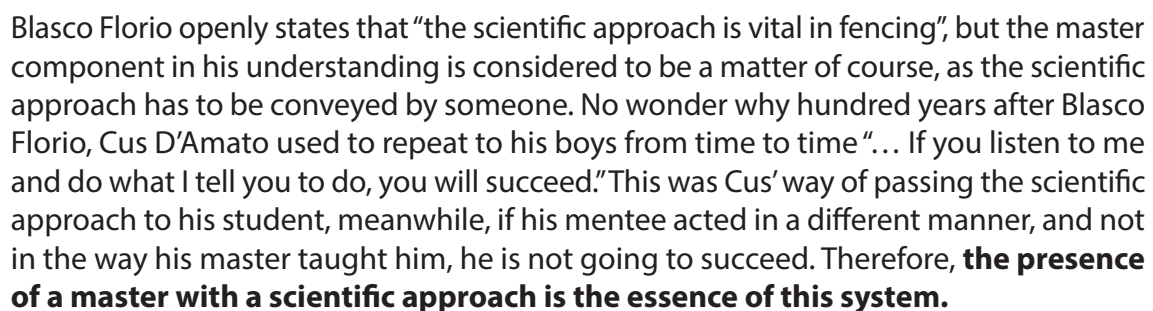 Blasco Florio openly states that “the scientific approach is vital in fencing”, but the master
component in his understanding is considered to be a matter of course, as the scientific
approach has to be conveyed by someone. No wonder why hundred years after Blasco
Florio, Cus D’Amato used to repeat to his boys from time to time “… If you listen to me
and do what I tell you to do, you will succeed.” This was Cus’ way of passing the scientific
approach to his student, meanwhile, if his mentee acted in a different manner, and not
in the way his master taught him, he is not going to succeed. Therefore, the presence
of a master with a scientific approach is the essence of this system.